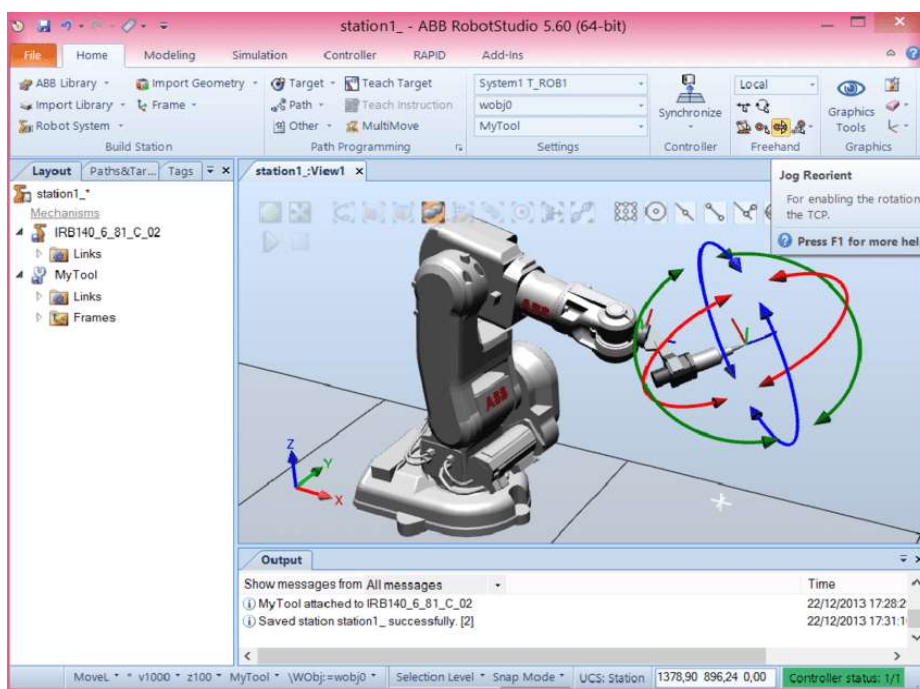 station1_ - ABB RobotStudio 5.60 (64-bit)
File Home Modeling Simulation Controller RAPID Add-Ins
ABB Library Import Geometry Target Teach Target System1 T_ROB1 Local
Import Library Frame Path Teach Instruction wobj0 Synchronize Graphics Tools
Robot System Other MultiMove MyTool
Build Station Path Programming Settings Controller Freehand Graphics
Layout Paths&Tar... Tags station1_:View1
Jog Reorient
For enabling the rotation
the TCP.
Press F1 for more hel
station1_*
Mechanisms
IRB140_6_81_C_02
Links
MyTool
Links
Frames
ABB
ABB
Z
Y
X
Output
Show messages from All messages Time
MyTool attached to IRB140_6_81_C_02 22/12/2013 17:28:2
Saved station station1_ successfully. [2] 22/12/2013 17:31:1
MoveL * v1000 z100 MyTool \WObj:=wobj0 Selection Level Snap Mode UCS: Station 1378,90 896,24 0,00 Controller status: 1/1